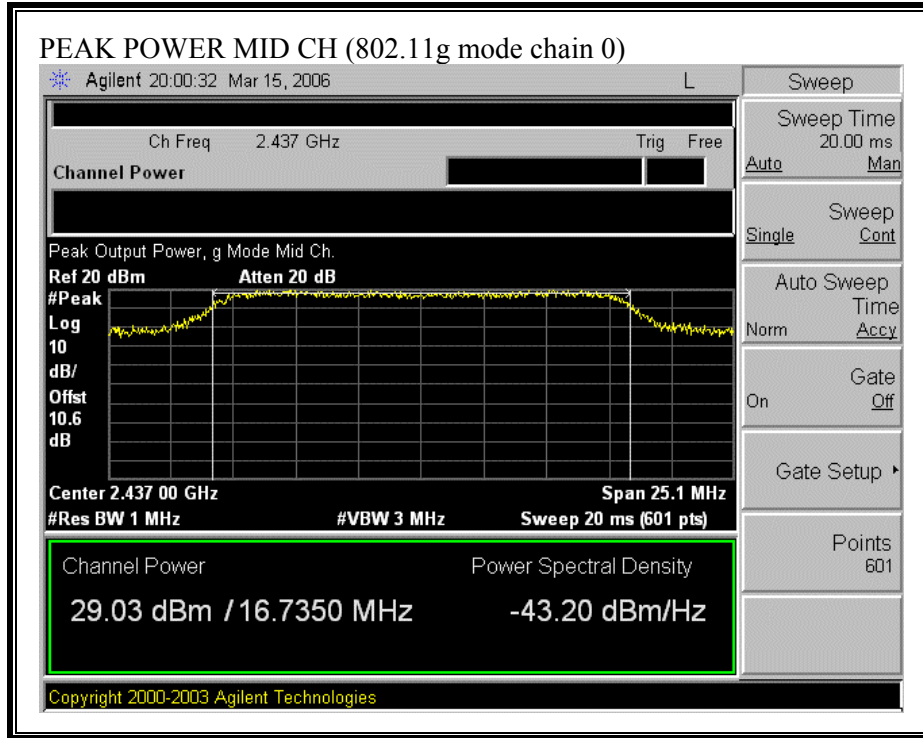 PEAK POWER MID CH (802.11g mode chain 0)
Agilent 20:00:32 Mar 15, 2006 L
Sweep
Ch Freq 2.437 GHz Trig Free
Channel Power
Sweep Time
20.00 ms
Auto Man
Sweep
Single Cont
Auto Sweep
Time
Norm Accy
Gate
On Off
Gate Setup
Points
601
Peak Output Power, g Mode Mid Ch.
Ref 20 dBm Atten 20 dB
#Peak
Log
10
dB/
Offst
10.6
dB
Center 2.437 00 GHz Span 25.1 MHz
#Res BW 1 MHz #VBW 3 MHz Sweep 20 ms (601 pts)
Channel Power Power Spectral Density
29.03 dBm / 16.7350 MHz -43.20 dBm/Hz
Copyright 2000-2003 Agilent Technologies